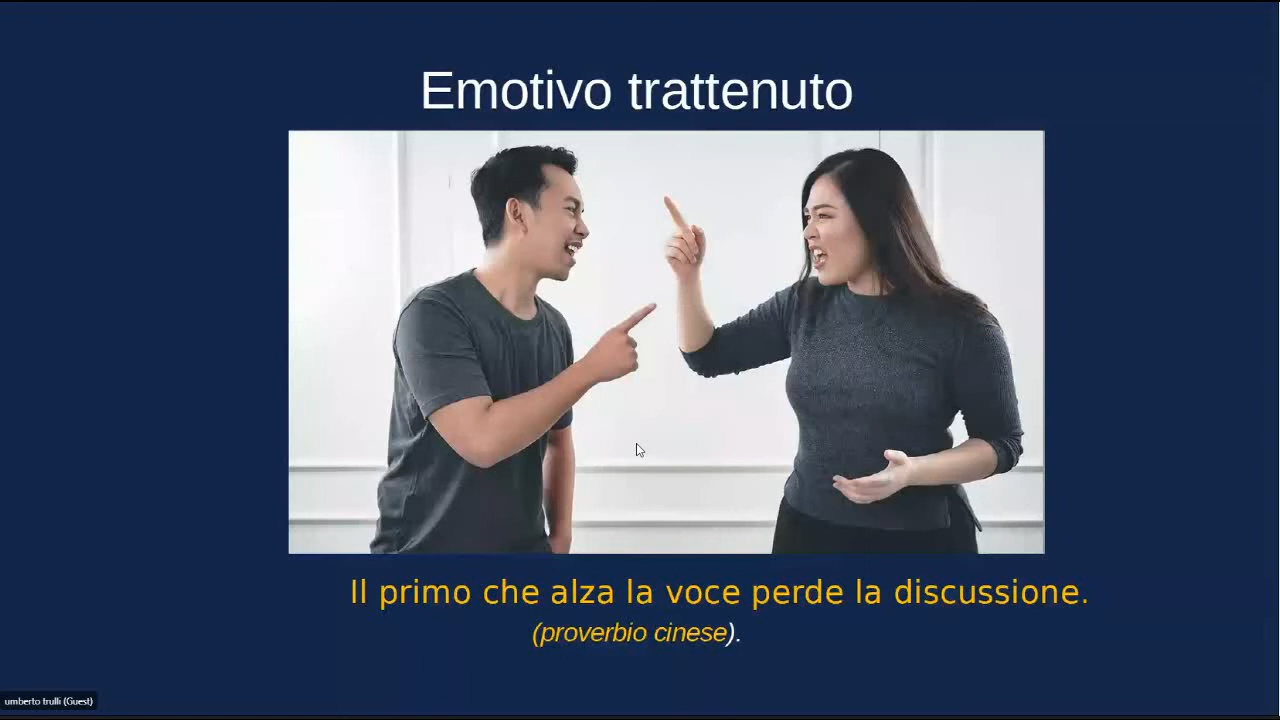 Emotivo trattenuto
Il primo che alza la voce perde la discussione.
(proverbio cinese).
umberto trulli (Guest)